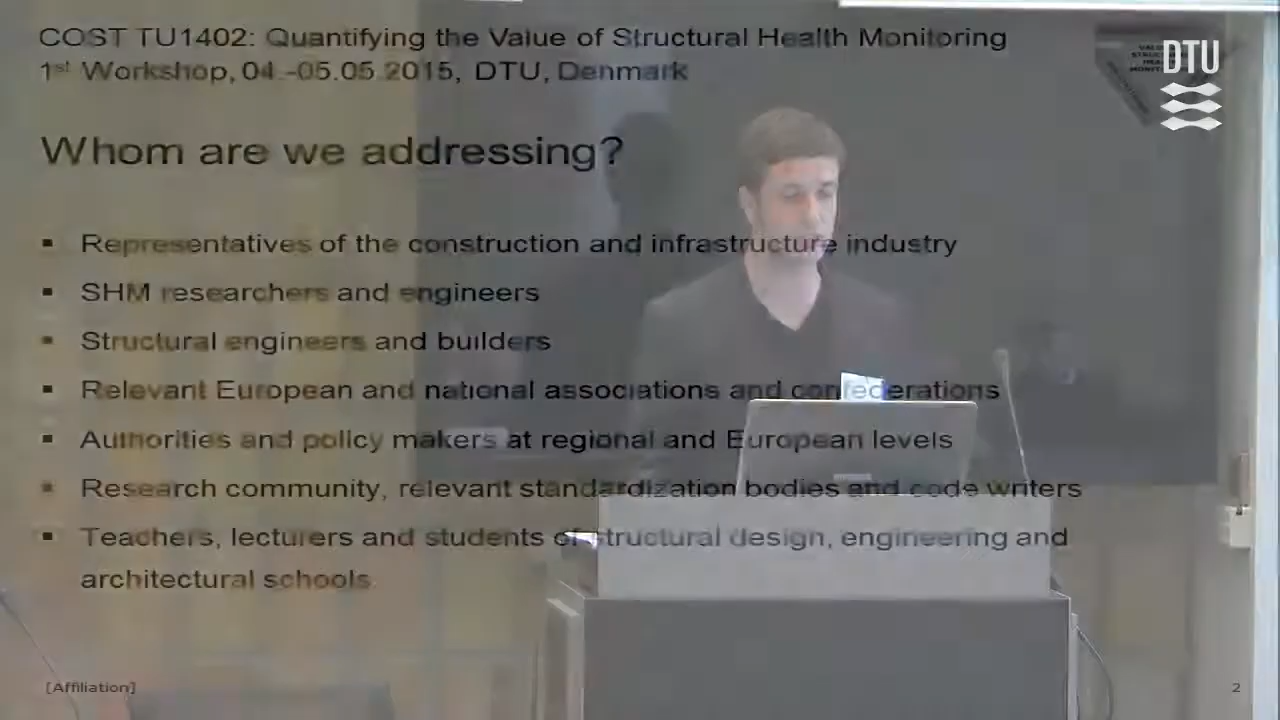 COST TU1402: Quantifying the Value of Structural Health Monitoring
1st Workshop, 04.-05.05.2015, DTU, Denmark
DTU
Whom are we addressing?
▪ Representatives of the construction and infrastructure industry
▪ SHM researchers and engineers
▪ Structural engineers and builders
▪ Relevant European and national associations and confederations
▪ Authorities and policy makers at regional and European levels
▪ Research community, relevant standardization bodies and code writers
▪ Teachers, lecturers and students of structural design, engineering and
architectural schools
[Affiliation]
2